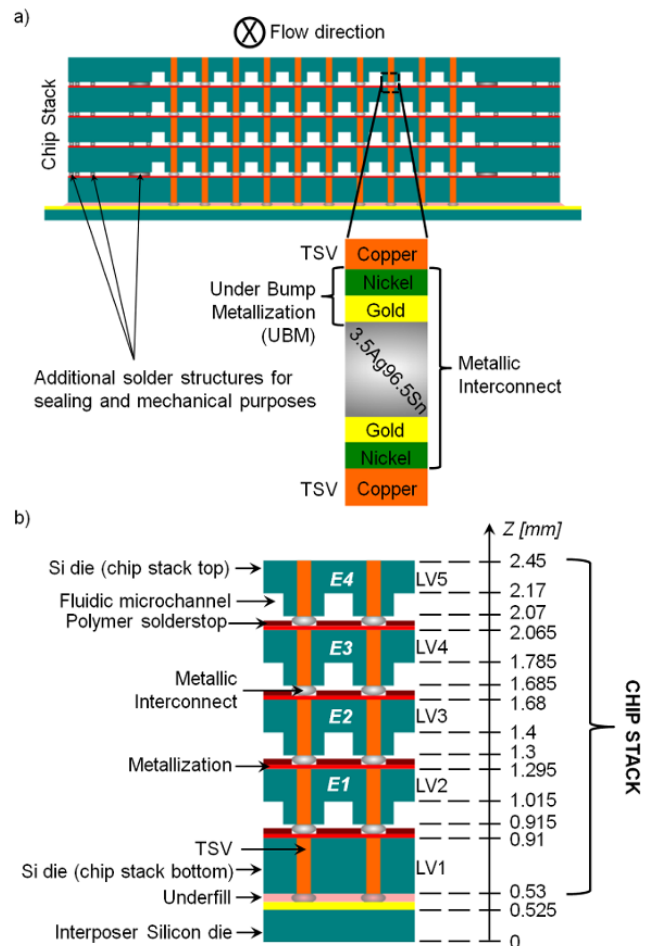 a)
Flow direction
Chip Stack
TSV
Copper
Nickel
Gold
Under Bump
Metallization
(UBM)
3.5Ag96.5Sn
Metallic
Interconnect
Additional solder structures for
sealing and mechanical purposes
Gold
Nickel
TSV
Copper
b)
Z [mm]
Si die (chip stack top)
E4
LV5
2.45
2.17
Fluidic microchannel
2.07
Polymer solderstop
2.065
E3
LV4
1.785
Metallic
Interconnect
1.685
1.68
E2
LV3
1.4
1.3
Metallization
1.295
E1
LV2
1.015
0.915
TSV
0.91
Si die (chip stack bottom)
LV1
Underfill
0.53
0.525
Interposer Silicon die
0
CHIP STACK